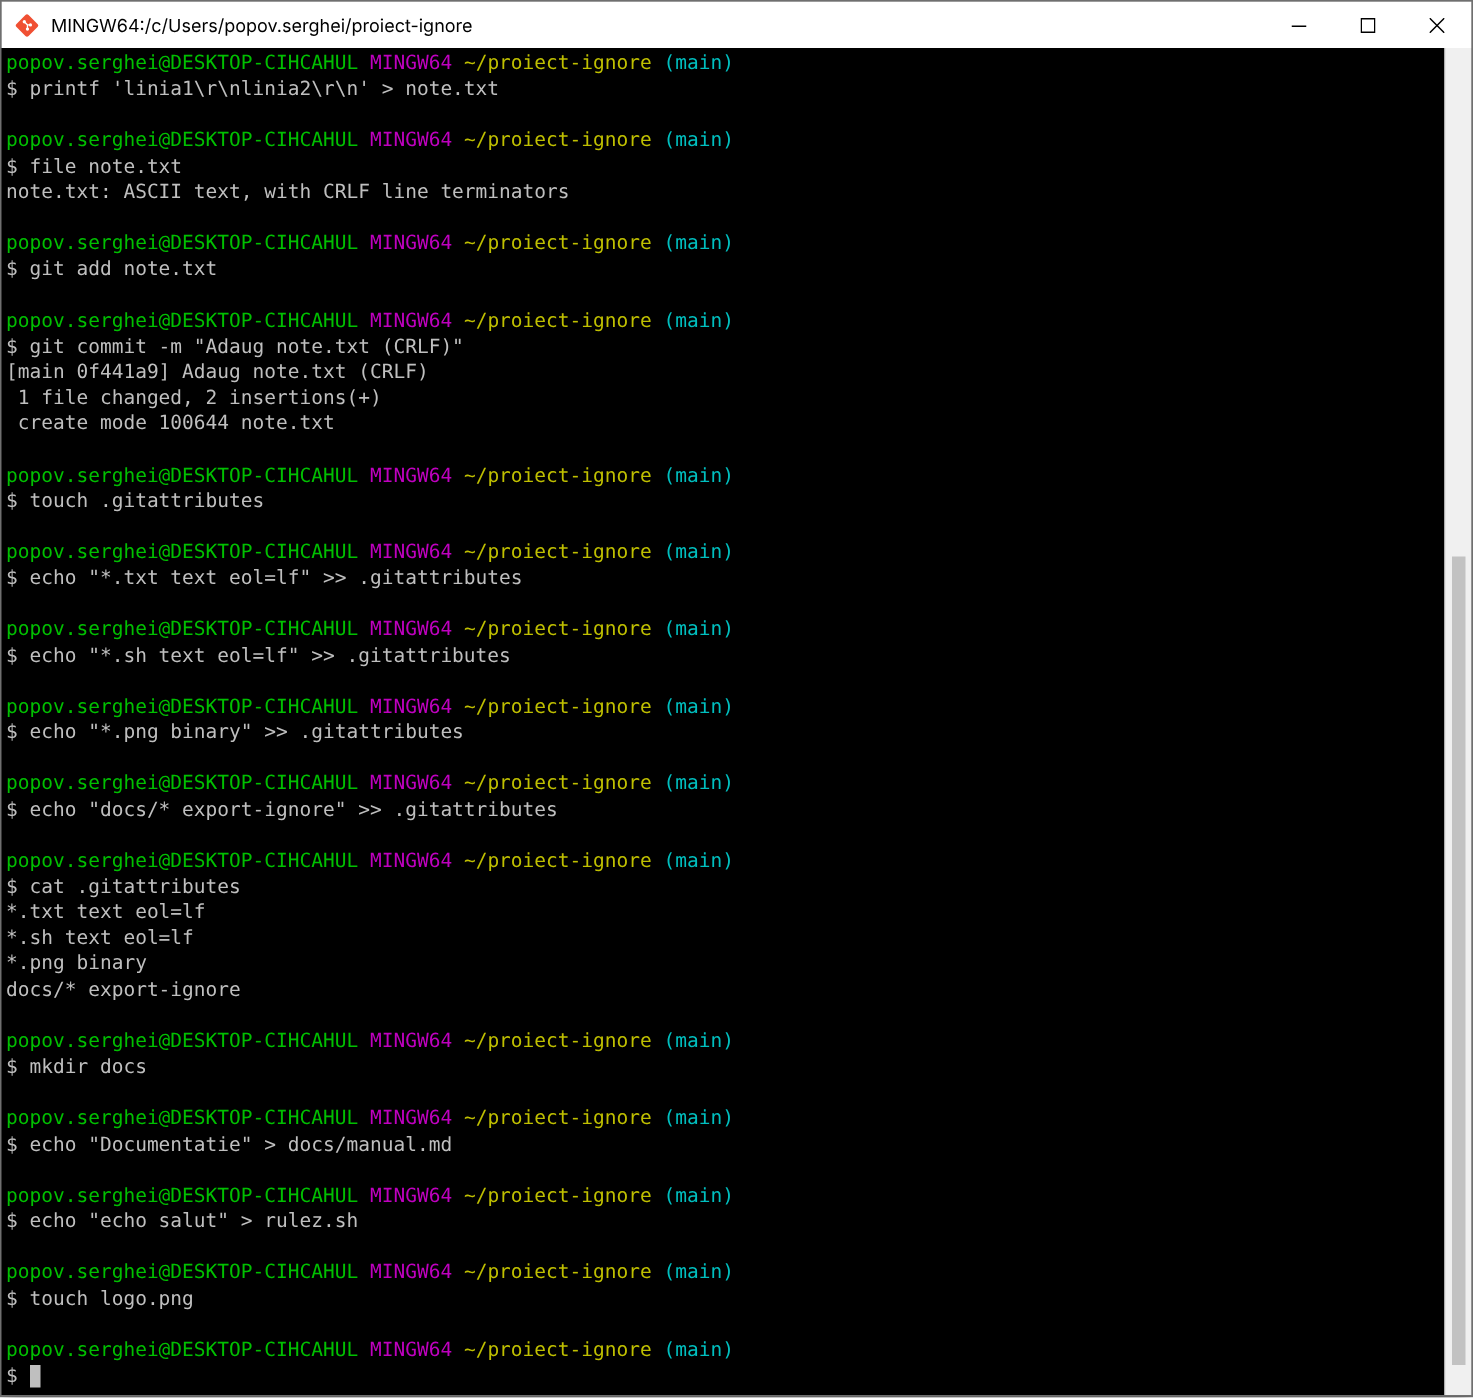 MINGW64:/c/Users/popov.serghei/proiect-ignore
popov.serghei@DESKTOP-CIHCAHUL MINGW64 ~/proiect-ignore (main)
$ printf 'linia1\r\nlinia2\r\n' > note.txt
popov.serghei@DESKTOP-CIHCAHUL MINGW64 ~/proiect-ignore (main)
$ file note.txt
note.txt: ASCII text, with CRLF line terminators
popov.serghei@DESKTOP-CIHCAHUL MINGW64 ~/proiect-ignore (main)
$ git add note.txt
popov.serghei@DESKTOP-CIHCAHUL MINGW64 ~/proiect-ignore (main)
$ git commit -m "Adaug note.txt (CRLF)"
[main 0f441a9] Adaug note.txt (CRLF)
 1 file changed, 2 insertions(+)
 create mode 100644 note.txt
popov.serghei@DESKTOP-CIHCAHUL MINGW64 ~/proiect-ignore (main)
$ touch .gitattributes
popov.serghei@DESKTOP-CIHCAHUL MINGW64 ~/proiect-ignore (main)
$ echo "*.txt text eol=lf" >> .gitattributes
popov.serghei@DESKTOP-CIHCAHUL MINGW64 ~/proiect-ignore (main)
$ echo "*.sh text eol=lf" >> .gitattributes
popov.serghei@DESKTOP-CIHCAHUL MINGW64 ~/proiect-ignore (main)
$ echo "*.png binary" >> .gitattributes
popov.serghei@DESKTOP-CIHCAHUL MINGW64 ~/proiect-ignore (main)
$ echo "docs/* export-ignore" >> .gitattributes
popov.serghei@DESKTOP-CIHCAHUL MINGW64 ~/proiect-ignore (main)
$ cat .gitattributes
*.txt text eol=lf
*.sh text eol=lf
*.png binary
docs/* export-ignore
popov.serghei@DESKTOP-CIHCAHUL MINGW64 ~/proiect-ignore (main)
$ mkdir docs
popov.serghei@DESKTOP-CIHCAHUL MINGW64 ~/proiect-ignore (main)
$ echo "Documentatie" > docs/manual.md
popov.serghei@DESKTOP-CIHCAHUL MINGW64 ~/proiect-ignore (main)
$ echo "echo salut" > rulez.sh
popov.serghei@DESKTOP-CIHCAHUL MINGW64 ~/proiect-ignore (main)
$ touch logo.png
popov.serghei@DESKTOP-CIHCAHUL MINGW64 ~/proiect-ignore (main)
$